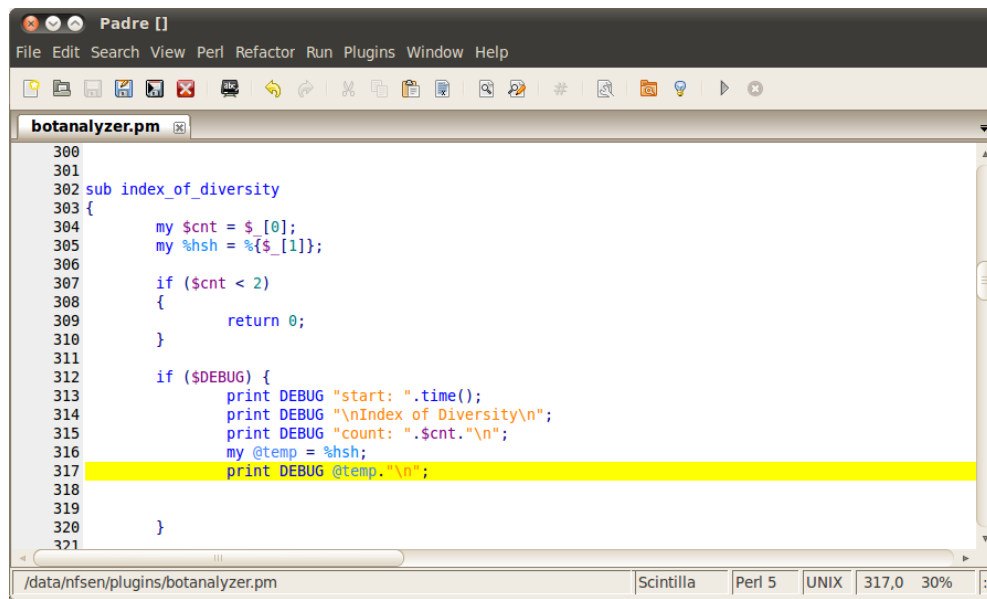 Padre []
File Edit Search View Perl Refactor Run Plugins Window Help
abc
#
botanalyzer.pm
300
301
302 sub index_of_diversity
303 {
304 my $cnt = $_[0];
305 my %hsh = %{$_[1]};
306
307 if ($cnt < 2)
308 {
309 return 0;
310 }
311
312 if ($DEBUG) {
313 print DEBUG "start: ".time();
314 print DEBUG "\nIndex of Diversity\n";
315 print DEBUG "count: ".$cnt."\n";
316 my @temp = %hsh;
317 print DEBUG @temp."\n";
318
319
320 }
321
/data/nfsen/plugins/botanalyzer.pm Scintilla Perl 5 UNIX 317,0 30%